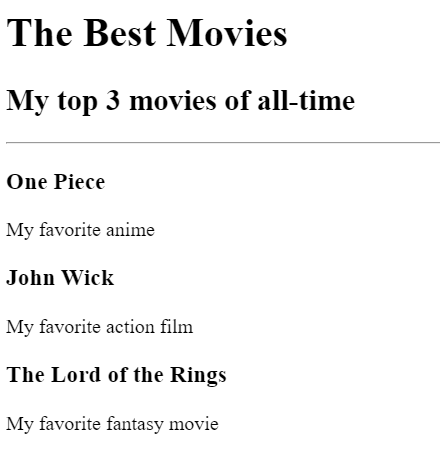 The Best Movies
My top 3 movies of all-time
One Piece
My favorite anime
John Wick
My favorite action film
The Lord of the Rings
My favorite fantasy movie